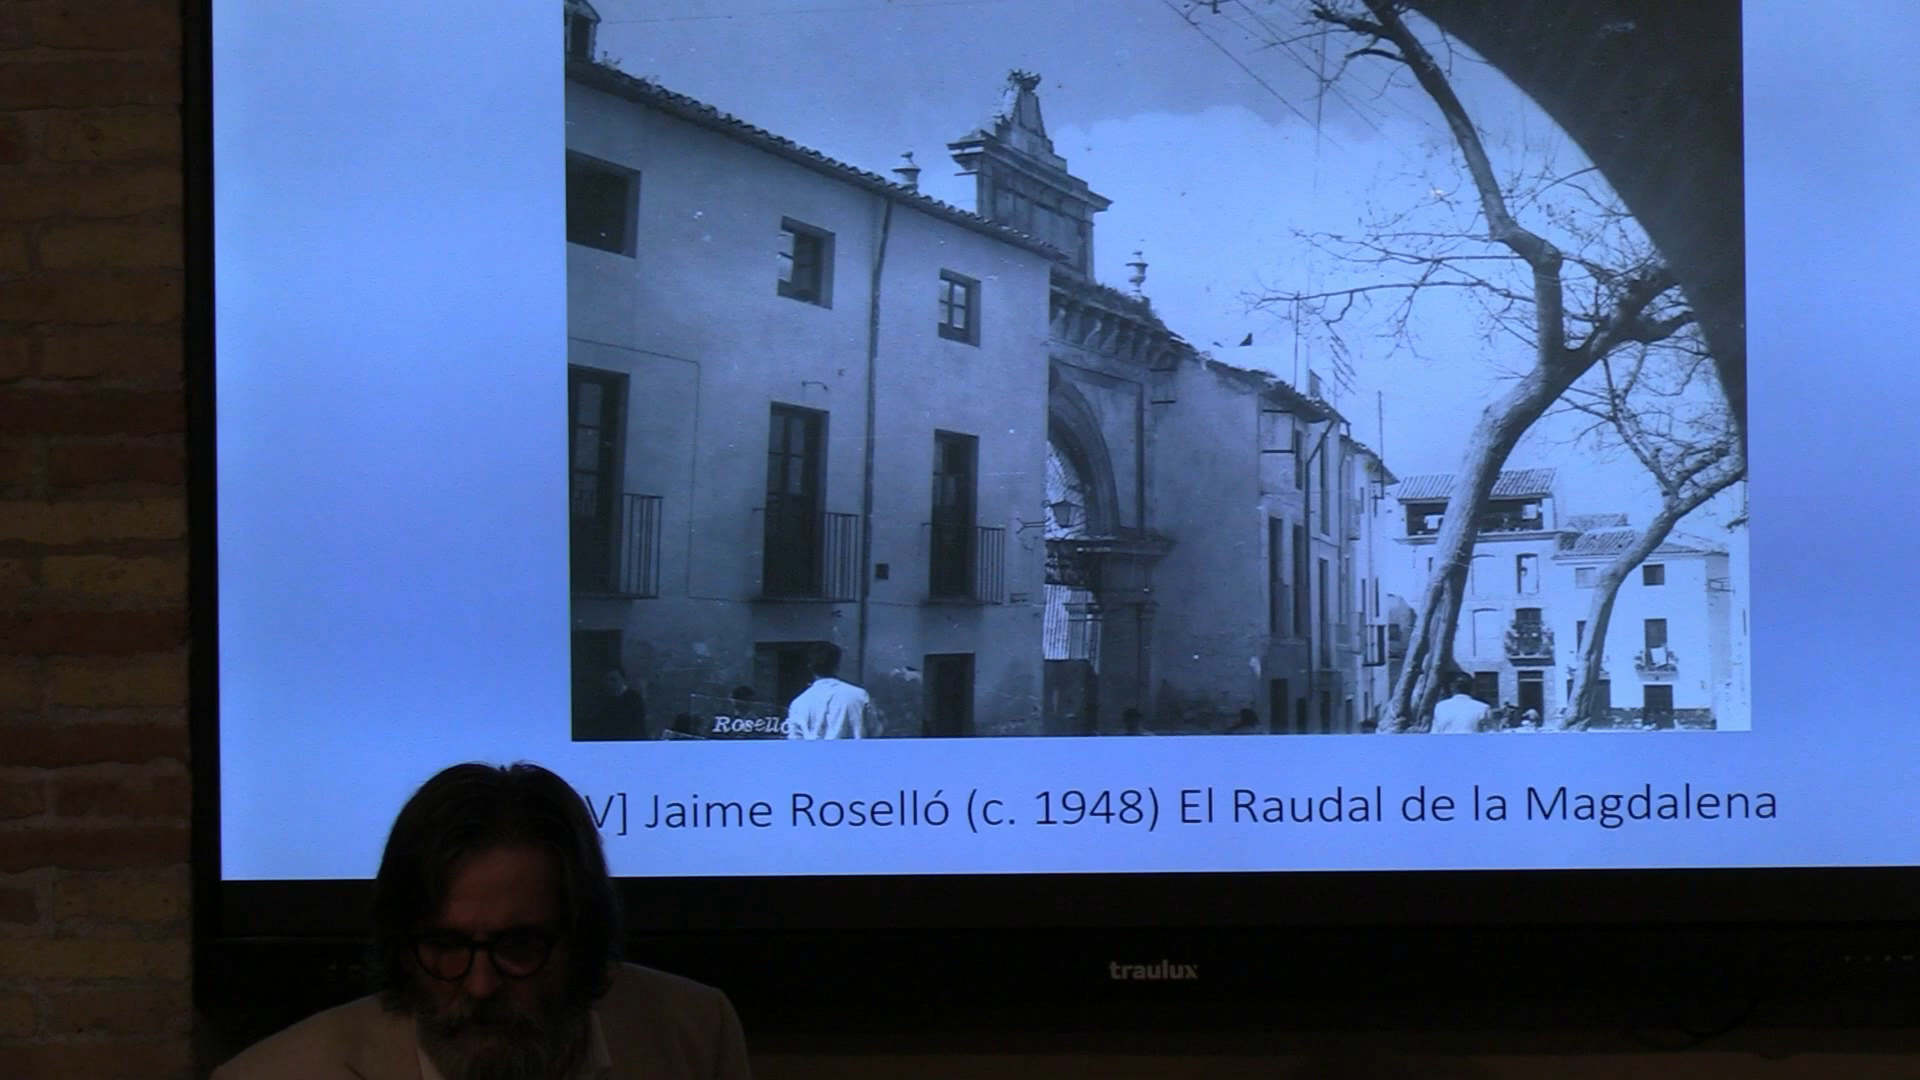 Roselló
V] Jaime Roselló (c. 1948) El Raudal de la Magdalena
traulux